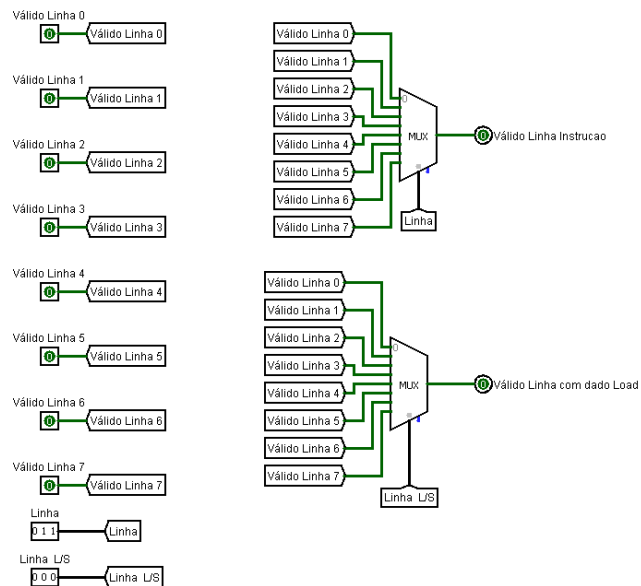 Válido Linha 0
0
Válido Linha 0
Válido Linha 1
0
Válido Linha 1
Válido Linha 2
0
Válido Linha 2
Válido Linha 3
0
Válido Linha 3
Válido Linha 4
0
Válido Linha 4
Válido Linha 5
0
Válido Linha 5
Válido Linha 6
0
Válido Linha 6
Válido Linha 7
0
Válido Linha 7
Linha
0 1 1
Linha
Linha L/S
0 0 0
Linha L/S
Válido Linha 0
Válido Linha 1
Válido Linha 2
Válido Linha 3
Válido Linha 4
Válido Linha 5
Válido Linha 6
Válido Linha 7
0
MUX
Linha
0
Válido Linha Instrucao
Válido Linha 0
Válido Linha 1
Válido Linha 2
Válido Linha 3
Válido Linha 4
Válido Linha 5
Válido Linha 6
Válido Linha 7
0
MUX
Linha L/S
0
Válido Linha com dado Load